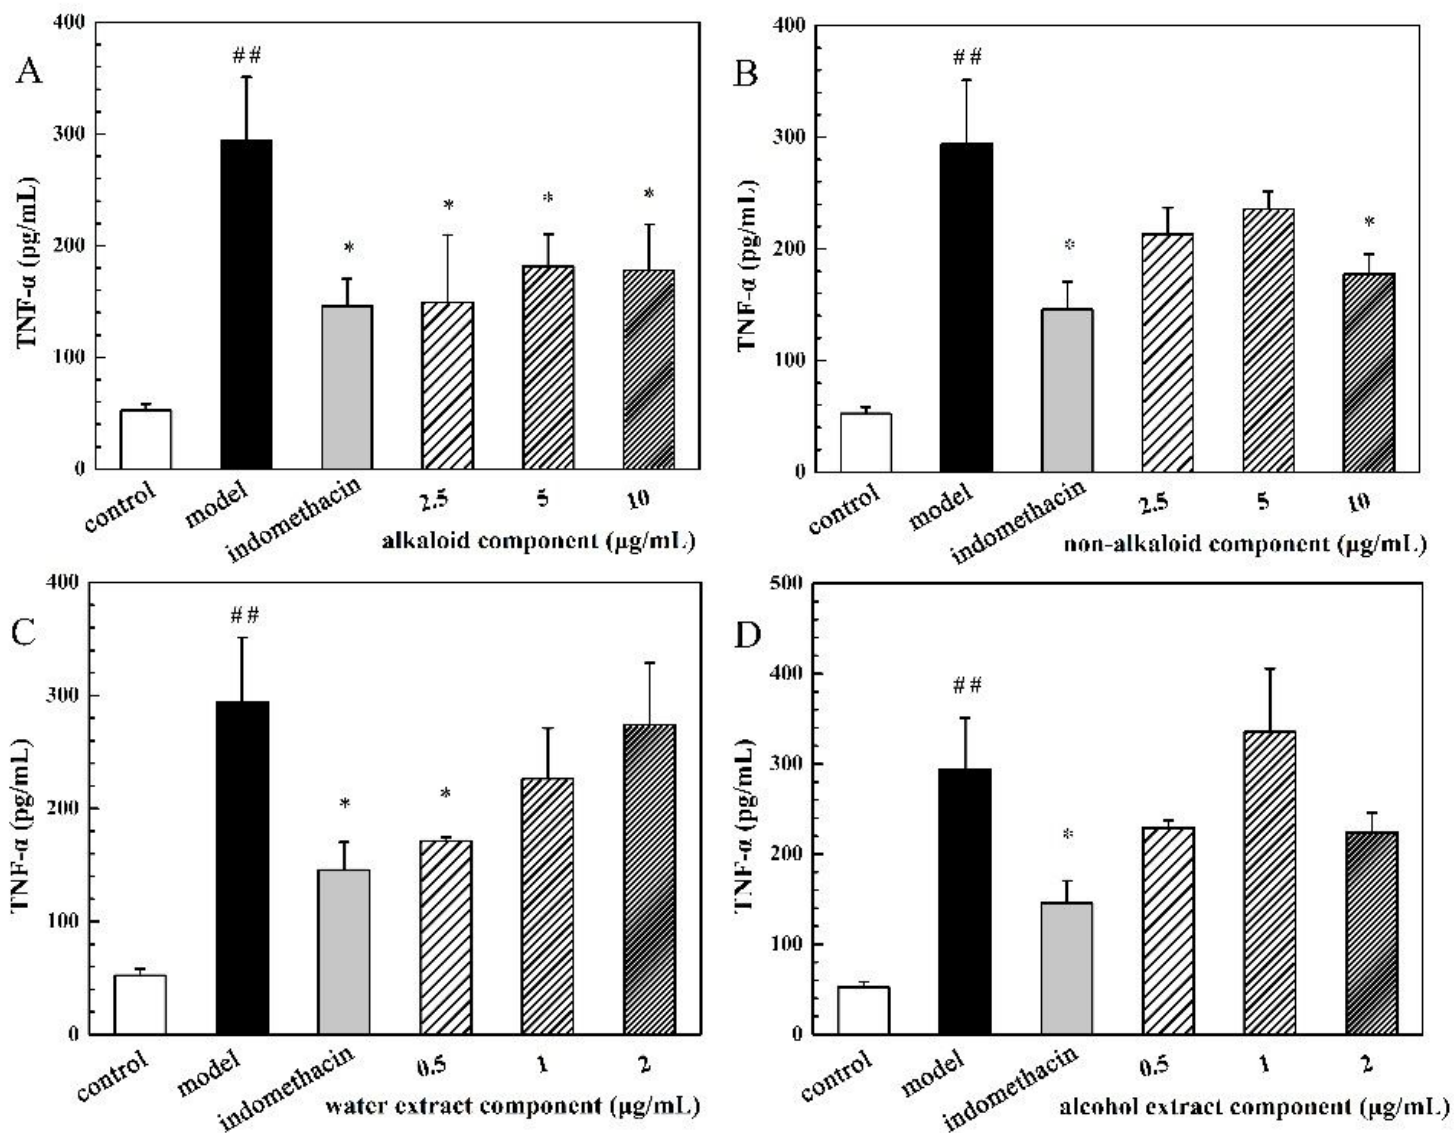 A
TNF-α (pg/mL)
400
300
200
100
0
##
*
*
*
*
control
model
indomethacin
2.5
5
10
alkaloid component (μg/mL)
B
TNF-α (pg/mL)
400
300
200
100
0
##
*
*
control
model
indomethacin
2.5
5
10
non-alkaloid component (μg/mL)
C
TNF-α (pg/mL)
400
300
200
100
0
##
*
*
control
model
indomethacin
0.5
1
2
water extract component (μg/mL)
D
TNF-α (pg/mL)
500
400
300
200
100
0
##
*
control
model
indomethacin
0.5
1
2
alcohol extract component (μg/mL)